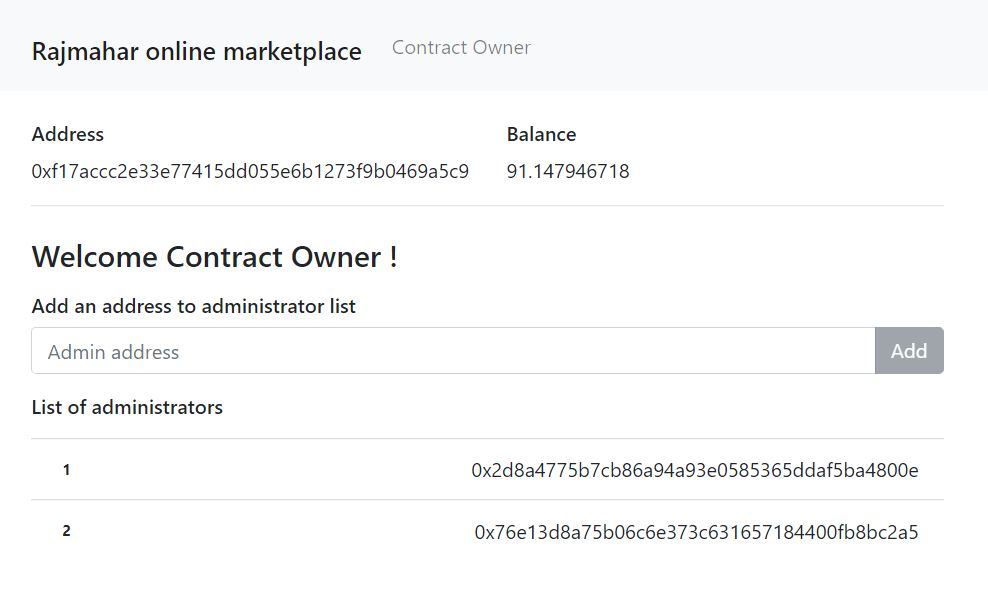 Rajmahar online marketplace Contract Owner
Address Balance
0xf17accc2e33e77415dd055e6b1273f9b0469a5c9 91.147946718
Welcome Contract Owner !
Add an address to administrator list
Admin address Add
List of administrators
1 0x2d8a4775b7cb86a94a93e0585365ddaf5ba4800e
2 0x76e13d8a75b06c6e373c631657184400fb8bc2a5